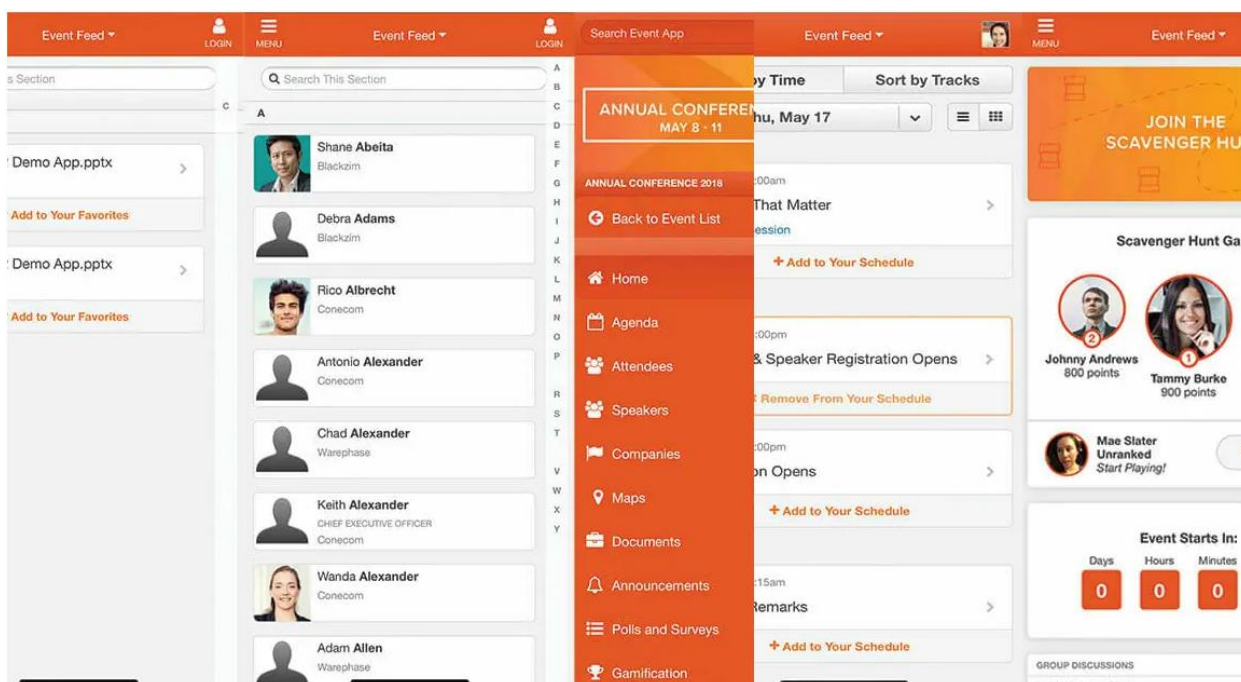 Event Feed
LOGIN
s Section
C
Demo App.pptx
Add to Your Favorites
Demo App.pptx
Add to Your Favorites
MENU
Event Feed
LOGIN
Search This Section
A
Shane Abeita
Blackzim
Debra Adams
Blackzim
Rico Albrecht
Conecom
Antonio Alexander
Conecom
Chad Alexander
Warephase
Keith Alexander
CHIEF EXECUTIVE OFFICER
Conecom
Wanda Alexander
Conecom
Adam Allen
Warephase
A
B
C
D
E
F
G
H
I
J
K
L
M
N
O
P
R
S
T
V
W
X
Y
Search Event App
ANNUAL CONFEREN
MAY 8 - 11
ANNUAL CONFERENCE 2018
Back to Event List
Home
Agenda
Attendees
Speakers
Companies
Maps
Documents
Announcements
Polls and Surveys
Gamification
Event Feed
by Time
Sort by Tracks
hu, May 17
:00am
That Matter
ession
+ Add to Your Schedule
:00pm
& Speaker Registration Opens
Remove From Your Schedule
:00pm
on Opens
+ Add to Your Schedule
:15am
Remarks
+ Add to Your Schedule
MENU
Event Feed
JOIN THE
SCAVENGER HU
Scavenger Hunt Ga
2
1
Johnny Andrews
800 points
Tammy Burke
900 points
Mae Slater
Unranked
Start Playing!
Event Starts In:
Days Hours Minutes
0 0 0
GROUP DISCUSSIONS